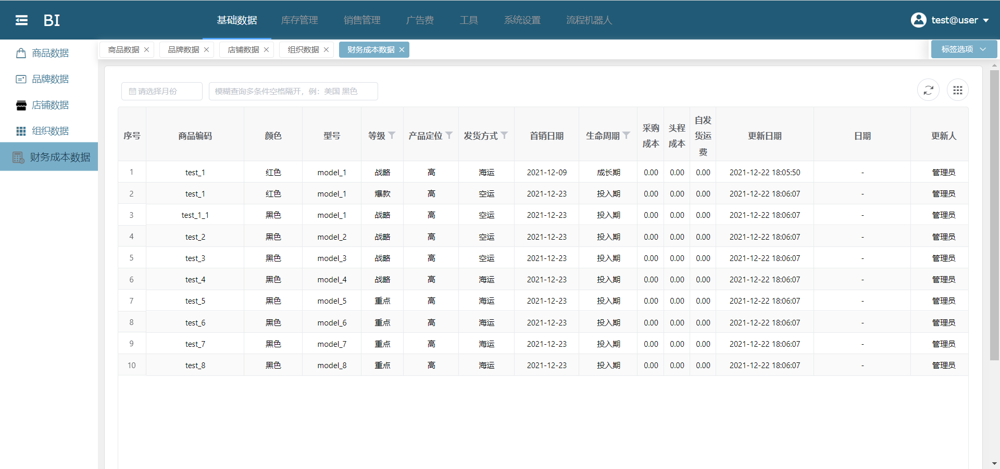 BI 基础数据 库存管理 销售管理 广告费 工具 系统设置 流程机器人 test@user
商品数据
品牌数据
店铺数据
组织数据
财务成本数据
商品数据 品牌数据 店铺数据 组织数据 财务成本数据 标签选项
请选择月份 模糊查询多条件空格隔开，例：美国 黑色
序号 商品编码 颜色 型号 等级 产品定位 发货方式 首销日期 生命周期 采购成本 头程成本 自发货运费 更新日期 日期 更新人
1 test_1 红色 model_1 战略 高 海运 2021-12-09 成长期 0.00 0.00 0.00 2021-12-22 18:05:50 - 管理员
2 test_1 红色 model_1 爆款 高 空运 2021-12-23 投入期 0.00 0.00 0.00 2021-12-22 18:06:07 - 管理员
3 test_1_1 黑色 model_1 战略 高 空运 2021-12-23 投入期 0.00 0.00 0.00 2021-12-22 18:06:07 - 管理员
4 test_2 黑色 model_2 战略 高 空运 2021-12-23 投入期 0.00 0.00 0.00 2021-12-22 18:06:07 - 管理员
5 test_3 黑色 model_3 战略 高 空运 2021-12-23 投入期 0.00 0.00 0.00 2021-12-22 18:06:07 - 管理员
6 test_4 黑色 model_4 战略 高 海运 2021-12-23 投入期 0.00 0.00 0.00 2021-12-22 18:06:07 - 管理员
7 test_5 黑色 model_5 重点 高 海运 2021-12-23 投入期 0.00 0.00 0.00 2021-12-22 18:06:07 - 管理员
8 test_6 黑色 model_6 重点 高 海运 2021-12-23 投入期 0.00 0.00 0.00 2021-12-22 18:06:07 - 管理员
9 test_7 黑色 model_7 重点 高 海运 2021-12-23 投入期 0.00 0.00 0.00 2021-12-22 18:06:07 - 管理员
10 test_8 黑色 model_8 重点 高 海运 2021-12-23 投入期 0.00 0.00 0.00 2021-12-22 18:06:07 - 管理员